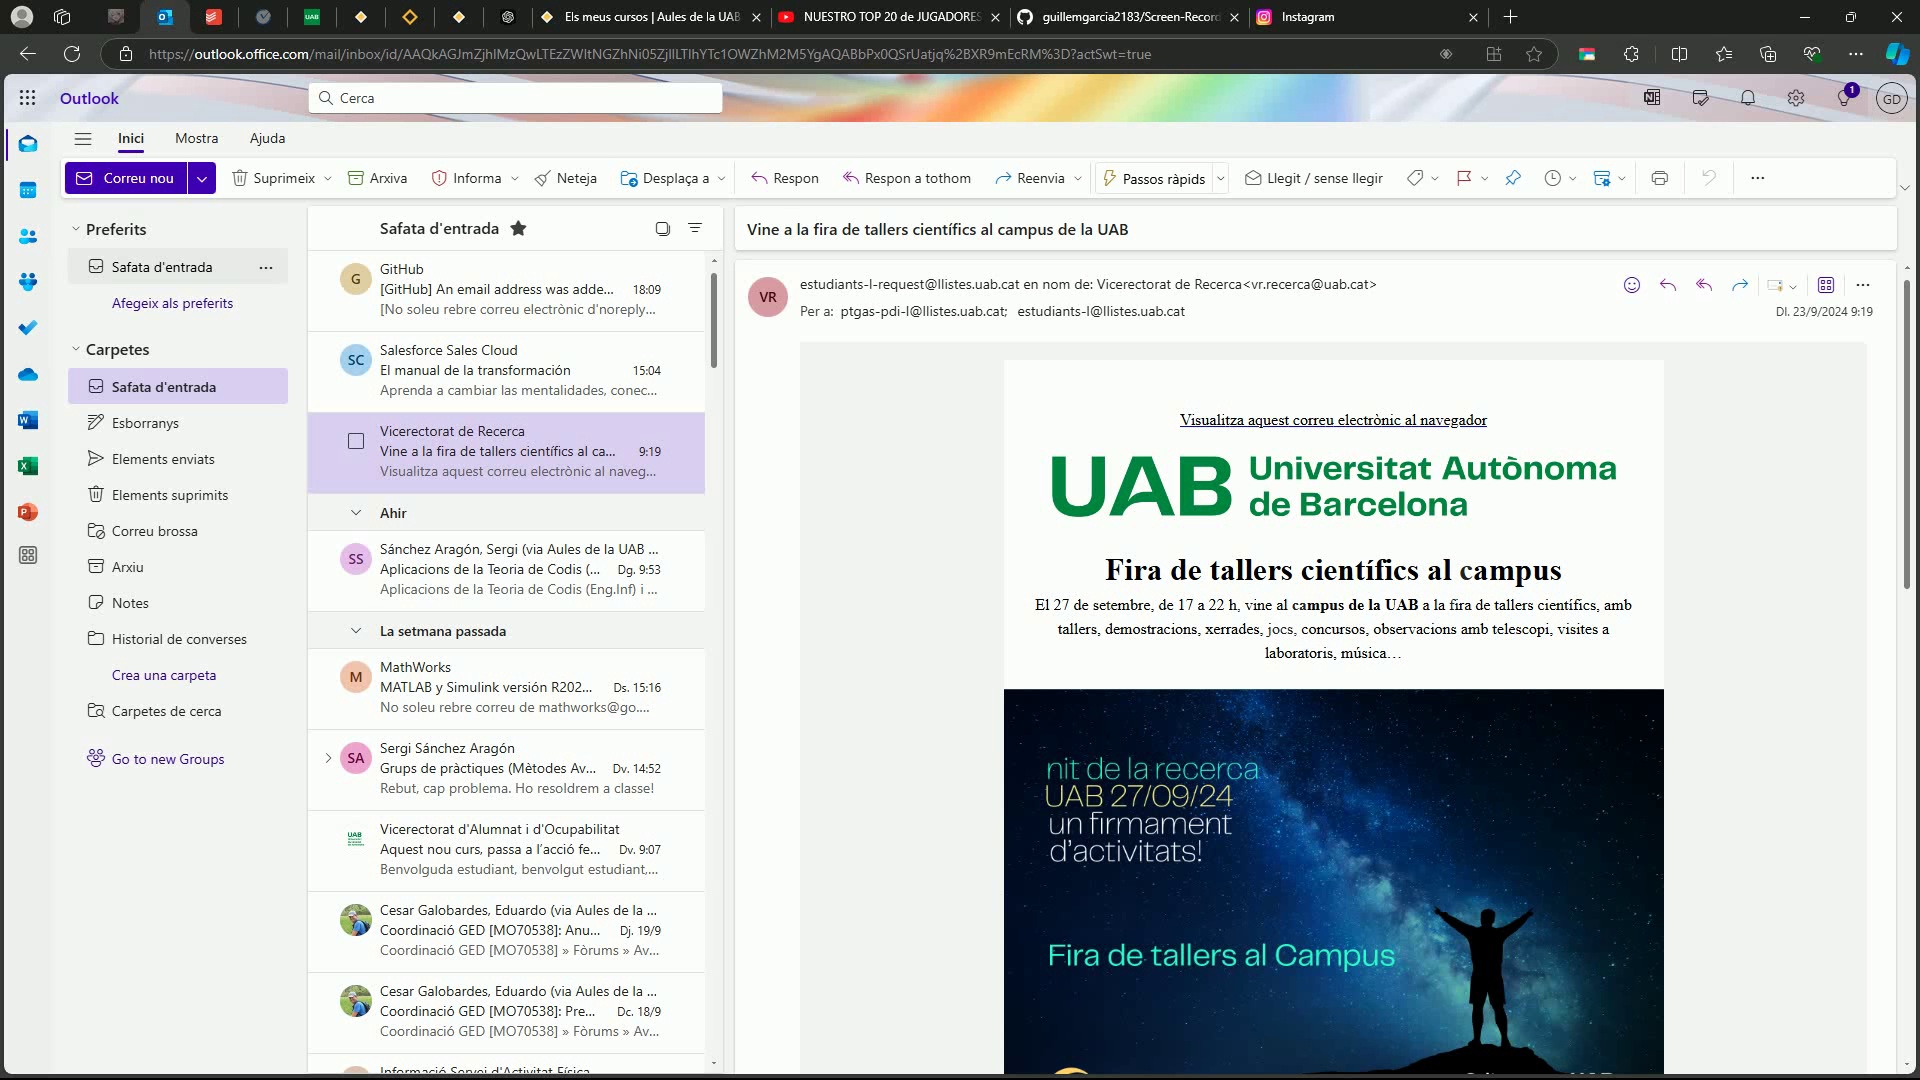 Els meus cursos | Aules de la UAB
NUESTRO TOP 20 de JUGADORES
guillemgarcia2183/Screen-Record
Instagram
https://outlook.office.com/mail/inbox/id/AAQkAGJmZjhlMzQwLTEzZWItNGZhNi05ZjllLTlhYTc1OWZhM2M5YgAQABbPx0QSrUatjq%2BXR9mEcRM%3D?actSwt=true
Outlook
Cerca
1
GD
Inici
Mostra
Ajuda
Correu nou
Suprimeix
Arxiva
Informa
Neteja
Desplaça a
Respon
Respon a tothom
Reenvia
Passos ràpids
Llegit / sense llegir
Preferits
Safata d'entrada
Afegeix als preferits
Carpetes
Safata d'entrada
Esborranys
Elements enviats
Elements suprimits
Correu brossa
Arxiu
Notes
Historial de converses
Crea una carpeta
Carpetes de cerca
Go to new Groups
Safata d'entrada
G
GitHub
[GitHub] An email address was adde... 18:09
[No soleu rebre correu electrònic d'noreply...
SC
Salesforce Sales Cloud
El manual de la transformación 15:04
Aprenda a cambiar las mentalidades, conec...
Vicerectorat de Recerca
Vine a la fira de tallers científics al ca... 9:19
Visualitza aquest correu electrònic al naveg...
Ahir
SS
Sánchez Aragón, Sergi (via Aules de la UAB ...
Aplicacions de la Teoria de Codis (... Dg. 9:53
Aplicacions de la Teoria de Codis (Eng.Inf) i ...
La setmana passada
M
MathWorks
MATLAB y Simulink versión R202... Ds. 15:16
No soleu rebre correu de mathworks@go....
SA
Sergi Sánchez Aragón
Grups de pràctiques (Mètodes Av... Dv. 14:52
Rebut, cap problema. Ho resoldrem a classe!
UAB
Vicerectorat d'Alumnat i d'Ocupabilitat
Aquest nou curs, passa a l'acció fe... Dv. 9:07
Benvolguda estudiant, benvolgut estudiant,...
Cesar Galobardes, Eduardo (via Aules de la ...
Coordinació GED [MO70538]: Anu... Dj. 19/9
Coordinació GED [MO70538] » Fòrums » Av...
Cesar Galobardes, Eduardo (via Aules de la ...
Coordinació GED [MO70538]: Pre... Dc. 18/9
Coordinació GED [MO70538] » Fòrums » Av...
Informació Servei d'Activitat Física
Vine a la fira de tallers científics al campus de la UAB
VR
estudiants-l-request@llistes.uab.cat en nom de: Vicerectorat de Recerca<vr.recerca@uab.cat>
Per a: ptgas-pdi-l@llistes.uab.cat; estudiants-l@llistes.uab.cat
Dl. 23/9/2024 9:19
Visualitza aquest correu electrònic al navegador
UAB Universitat Autònoma
de Barcelona
Fira de tallers científics al campus
El 27 de setembre, de 17 a 22 h, vine al campus de la UAB a la fira de tallers científics, amb
tallers, demostracions, xerrades, jocs, concursos, observacions amb telescopi, visites a
laboratoris, música…
nit de la recerca
UAB 27/09/24
un firmament
d'activitats!
Fira de tallers al Campus